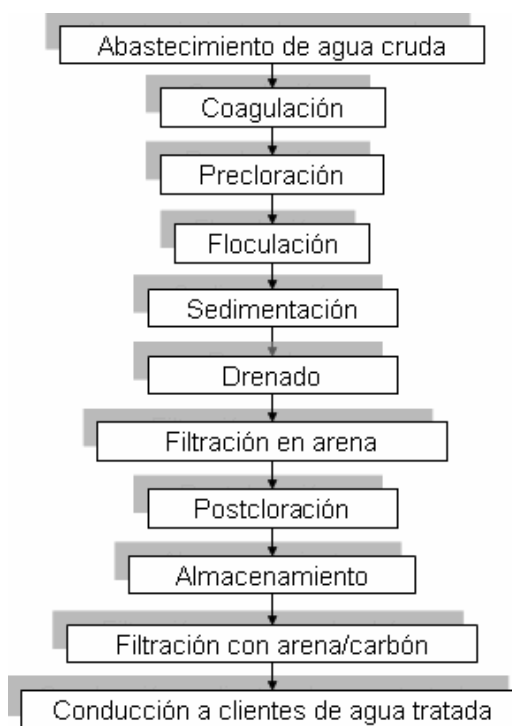 Abastecimiento de agua cruda
Coagulación
Precloración
Floculación
Sedimentación
Drenado
Filtración en arena
Postcloración
Almacenamiento
Filtración con arena/carbón
Conducción a clientes de agua tratada